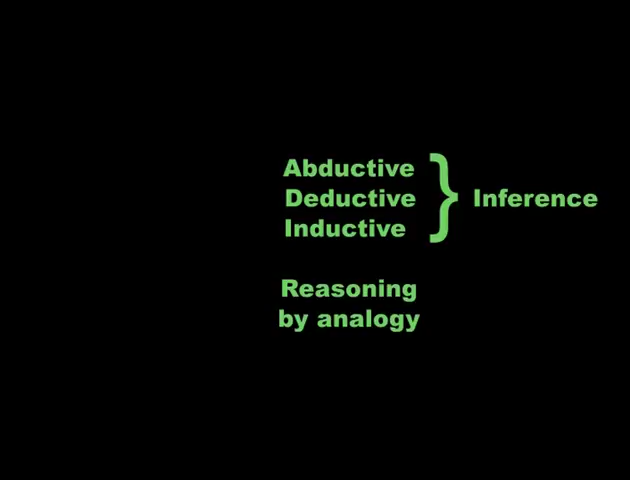 Abductive
Deductive } Inference
Inductive
Reasoning
by analogy